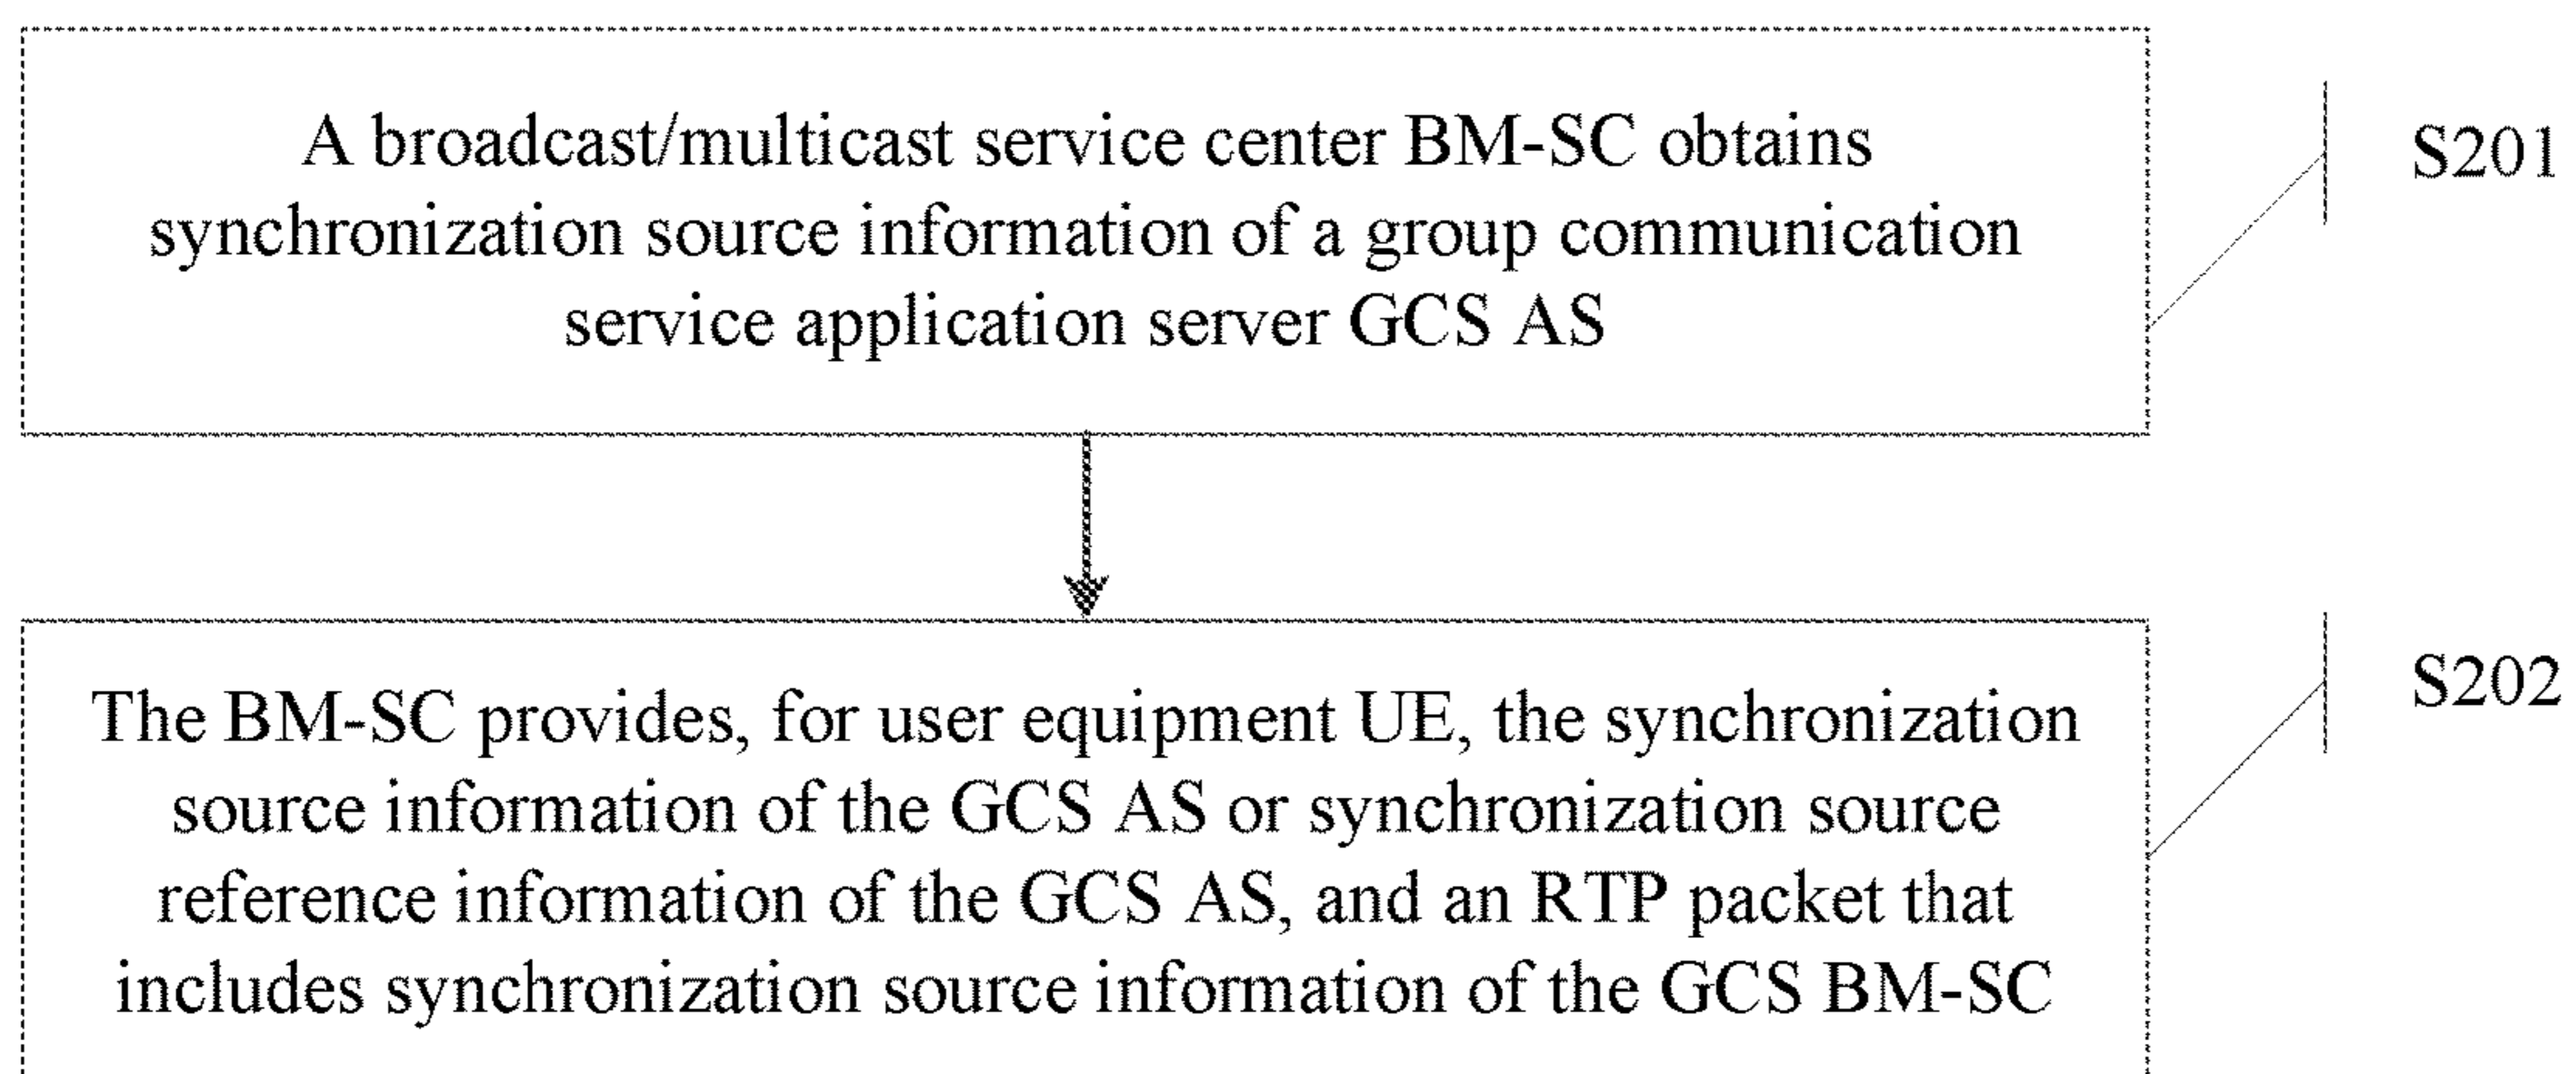 A broadcast/multicast service center BM-SC obtains
synchronization source information of a group communication
service application server GCS AS
S201
The BM-SC provides, for user equipment UE, the synchronization
source information of the GCS AS or synchronization source
reference information of the GCS AS, and an RTP packet that
includes synchronization source information of the GCS BM-SC
S202